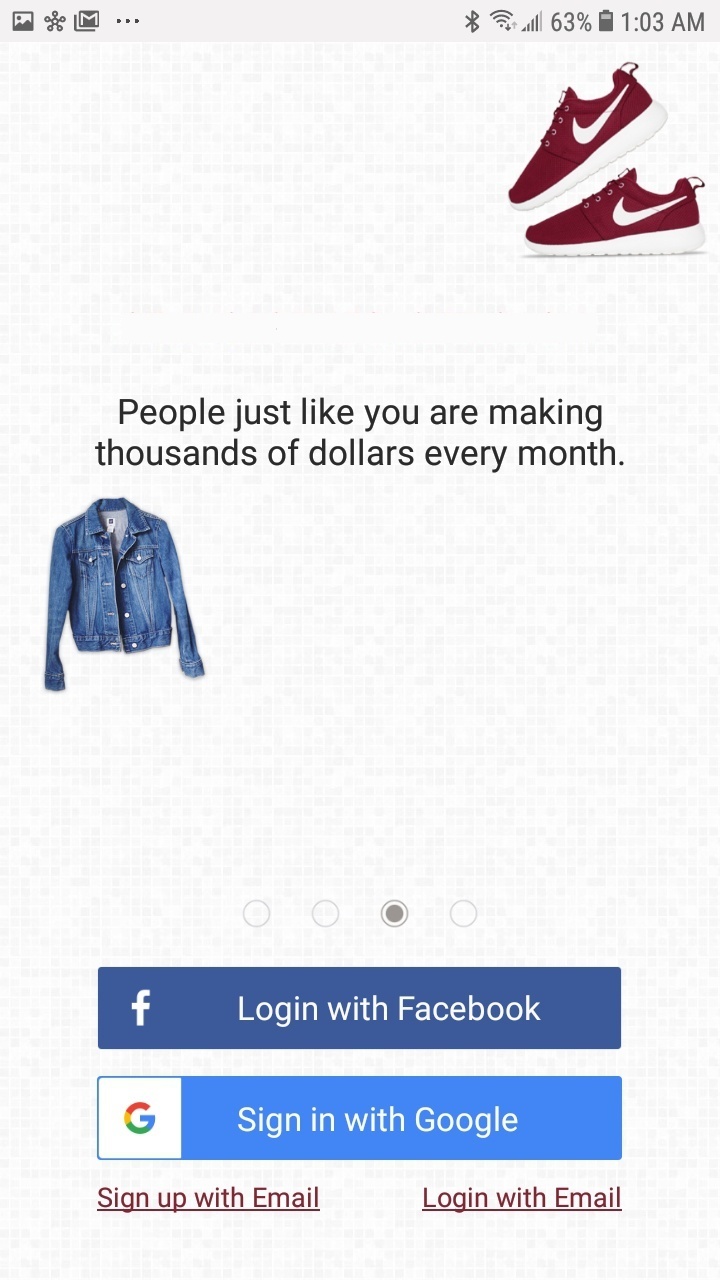 63% 1:03 AM
People just like you are making
thousands of dollars every month.
Login with Facebook
Sign in with Google
Sign up with Email
Login with Email